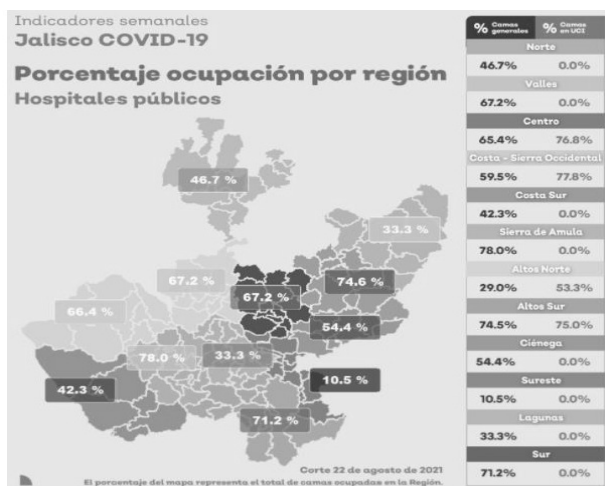 Indicadores semanales
Jalisco COVID-19
Porcentaje ocupación por región
Hospitales públicos
46.7 %
33.3 %
67.2 %
74.6 %
67.2 %
66.4 %
54.4 %
78.0 %
33.3 %
42.3 %
10.5 %
71.2 %
Corte 22 de agosto de 2021
El porcentaje del mapa representa el total de camas ocupadas en la Región.
% Camas generales % Camas en UCI
Norte
46.7% 0.0%
Valles
67.2% 0.0%
Centro
65.4% 76.8%
Costa - Sierra Occidental
59.5% 77.8%
Costa Sur
42.3% 0.0%
Sierra de Amula
78.0% 0.0%
Altos Norte
29.0% 53.3%
Altos Sur
74.5% 75.0%
Ciénega
54.4% 0.0%
Sureste
10.5% 0.0%
Lagunas
33.3% 0.0%
Sur
71.2% 0.0%